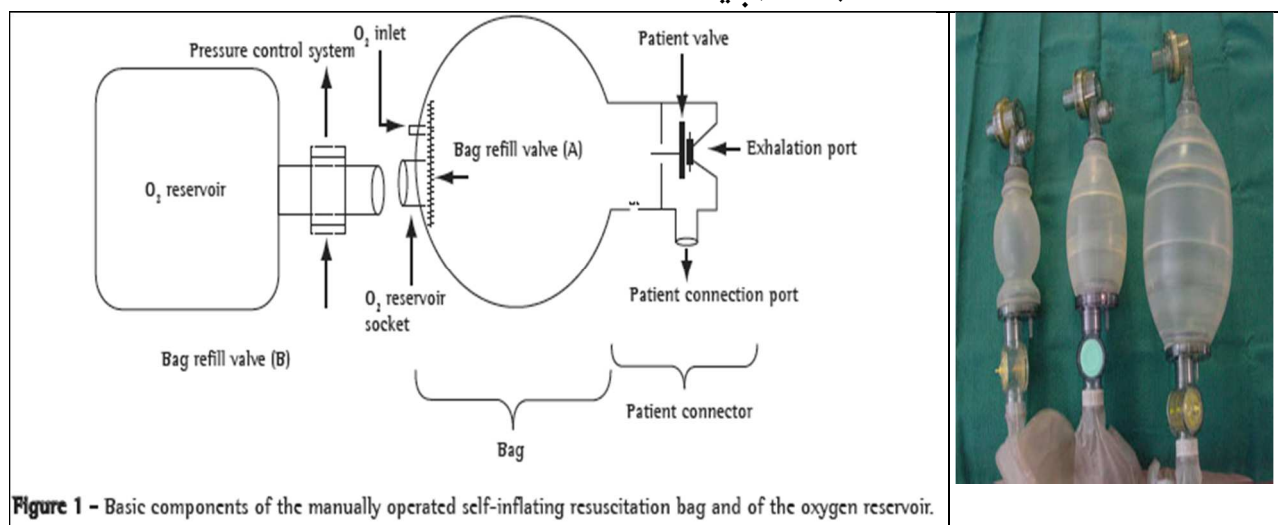 O₂ inlet
Pressure control system
Patient valve
Bag refill valve (A)
Exhalation port
O₂ reservoir
O₂ reservoir
socket
Patient connection port
Bag refill valve (B)
Patient connector
Bag
Figure 1 – Basic components of the manually operated self-inflating resuscitation bag and of the oxygen reservoir.